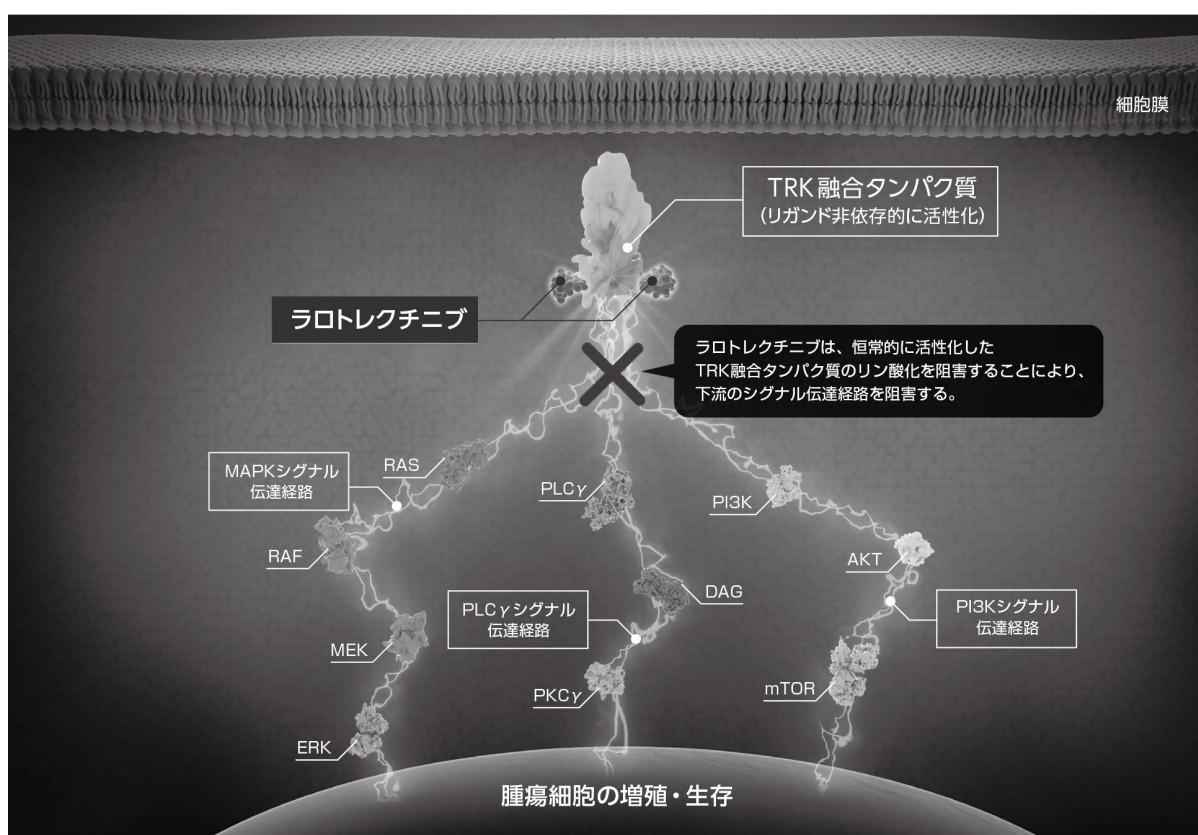 細胞膜
TRK融合タンパク質
(リガンド非依存的に活性化)
ラロトレクチニブ
ラロトレクチニブは、恒常的に活性化した
TRK融合タンパク質のリン酸化を阻害することにより、
下流のシグナル伝達経路を阻害する。
MAPKシグナル
伝達経路
RAS
RAF
MEK
ERK
PLCγ
DAG
PLCγシグナル
伝達経路
PKCγ
PI3K
AKT
PI3Kシグナル
伝達経路
mTOR
腫瘍細胞の増殖・生存